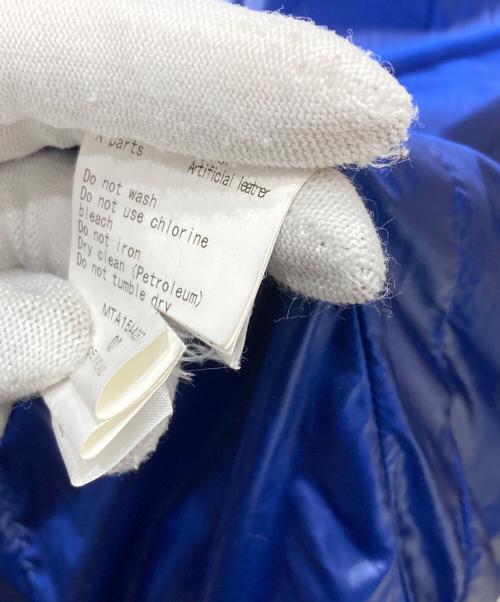 parts
Artificial leather
Do not wash
Do not use chlorine
bleach
Do not iron
Dry clean (Petroleum)
Do not tumble dry